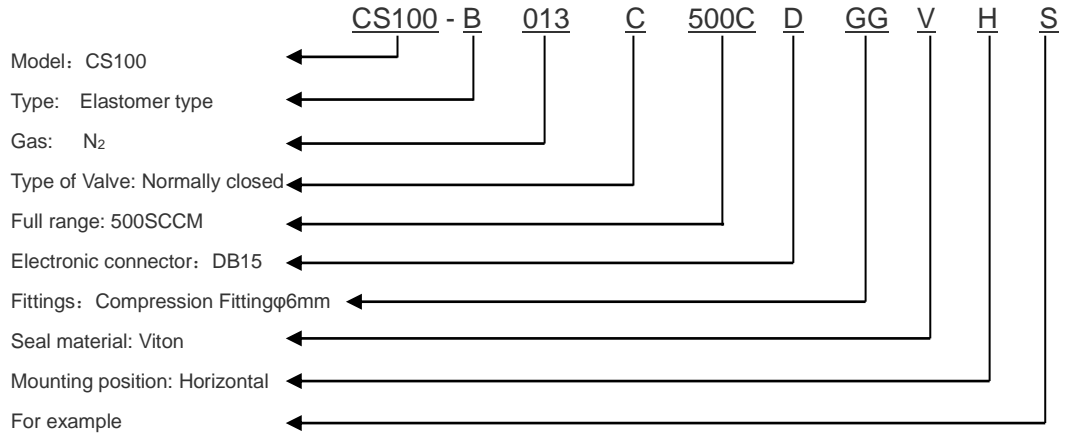 CS100 - B 013 C 500C D GG V H S
Model：CS100
Type: Elastomer type
Gas: N₂
Type of Valve: Normally closed
Full range: 500SCCM
Electronic connector：DB15
Fittings：Compression Fittingφ6mm
Seal material: Viton
Mounting position: Horizontal
For example